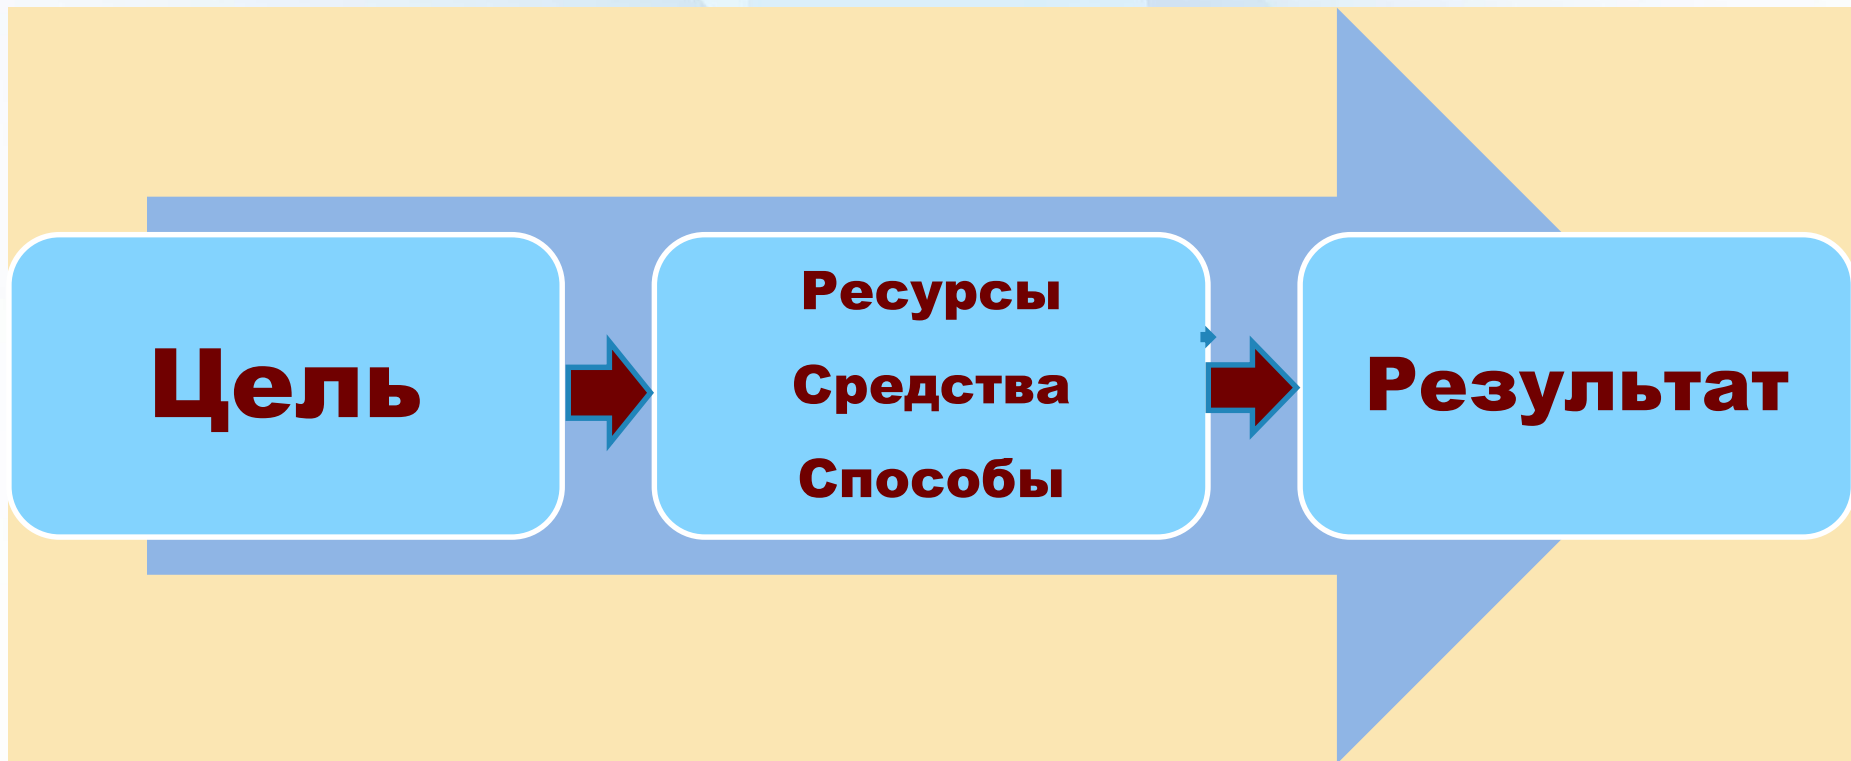 Цель
Ресурсы
Средства
Способы
Результат